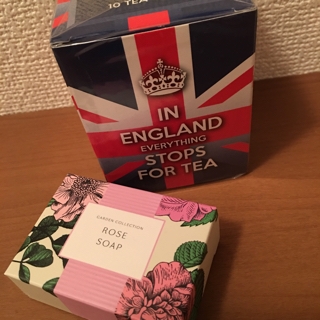 10 TEA
IN
ENGLAND
EVERYTHING
STOPS
FOR TEA
GARDEN COLLECTION
ROSE
SOAP